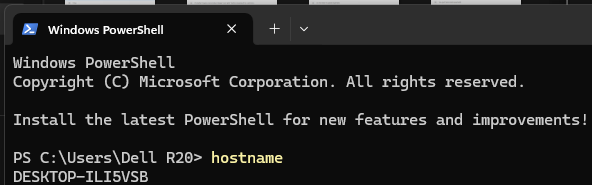 Windows PowerShell
Windows PowerShell
Copyright (C) Microsoft Corporation. All rights reserved.
Install the latest PowerShell for new features and improvements!
PS C:\Users\Dell R20> hostname
DESKTOP-ILI5VSB